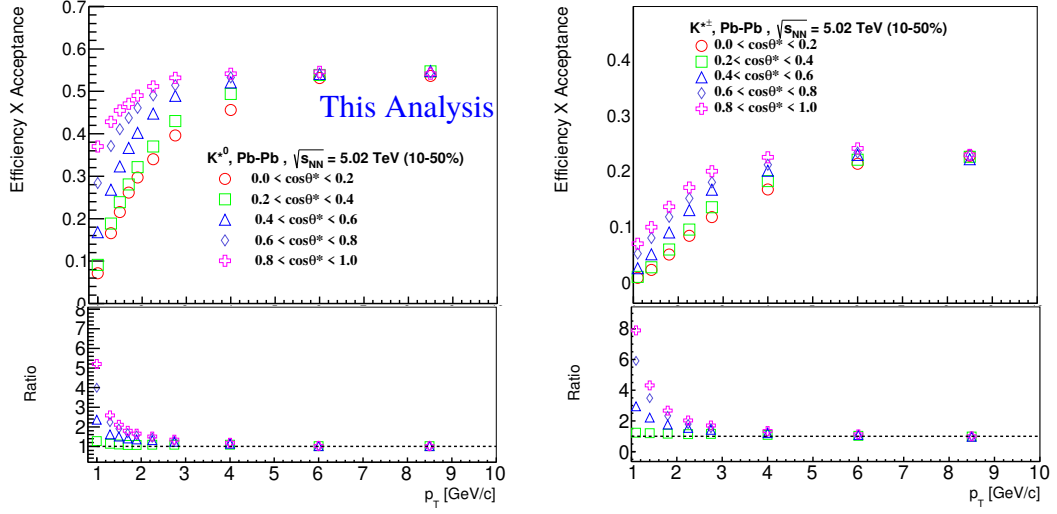 Efficiency X Acceptance
0.7
0.6
0.5
0.4
0.3
0.2
0.1
0
This Analysis
K*0, Pb-Pb , √sNN = 5.02 TeV (10-50%)
0.0 < cosθ* < 0.2
0.2 < cosθ* < 0.4
0.4 < cosθ* < 0.6
0.6 < cosθ* < 0.8
0.8 < cosθ* < 1.0
Ratio
8
7
6
5
4
3
2
1
1 2 3 4 5 6 7 8 9 10
pT [GeV/c]
Efficiency X Acceptance
0.4
0.3
0.2
0.1
0
K*±, Pb-Pb, √sNN = 5.02 TeV (10-50%)
0.0 < cosθ* < 0.2
0.2< cosθ* < 0.4
0.4< cosθ* < 0.6
0.6 < cosθ* < 0.8
0.8 < cosθ* < 1.0
Ratio
8
6
4
2
0
1 2 3 4 5 6 7 8 9 10
pT [GeV/c]